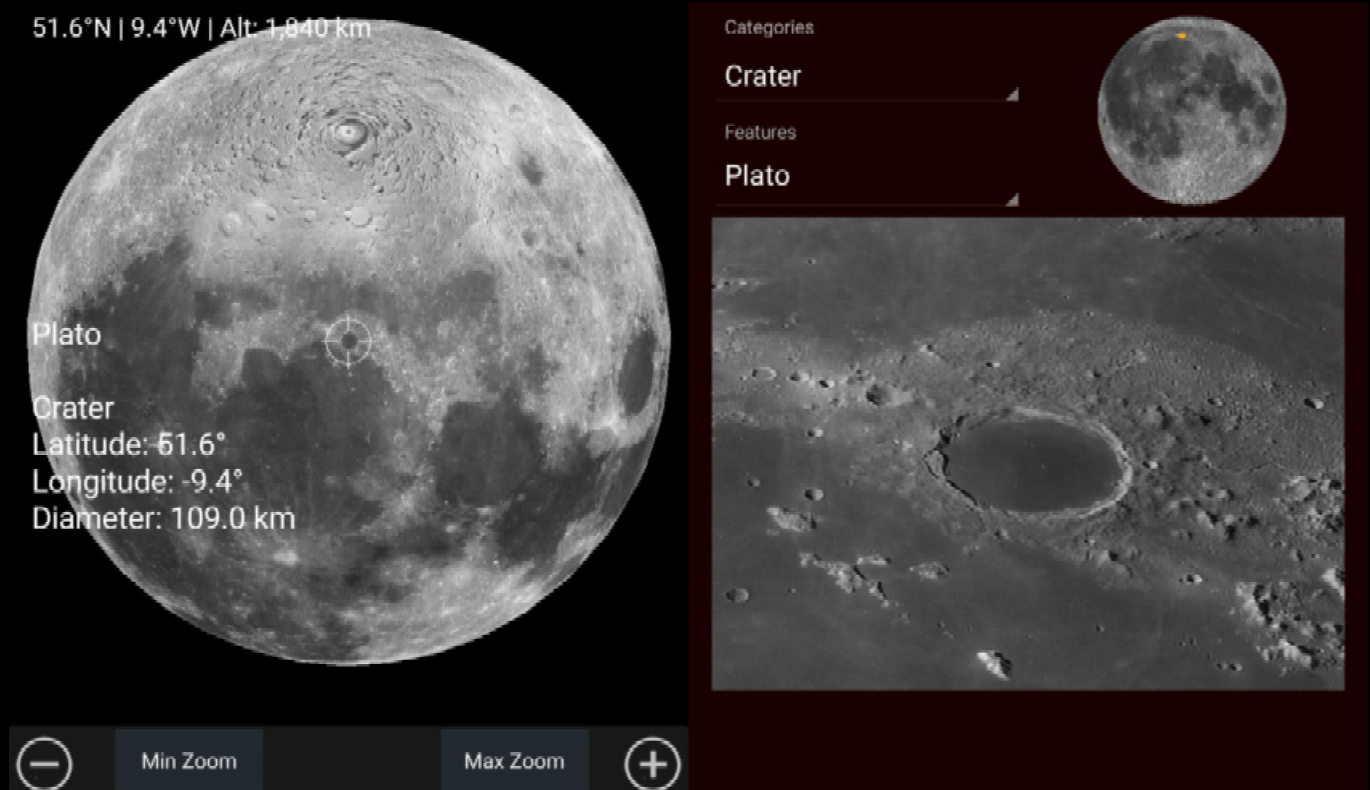 51.6°N | 9.4°W | Alt: 1,840 km
Plato
Crater
Latitude: 51.6°
Longitude: -9.4°
Diameter: 109.0 km
Min Zoom
Max Zoom
Categories
Crater
Features
Plato